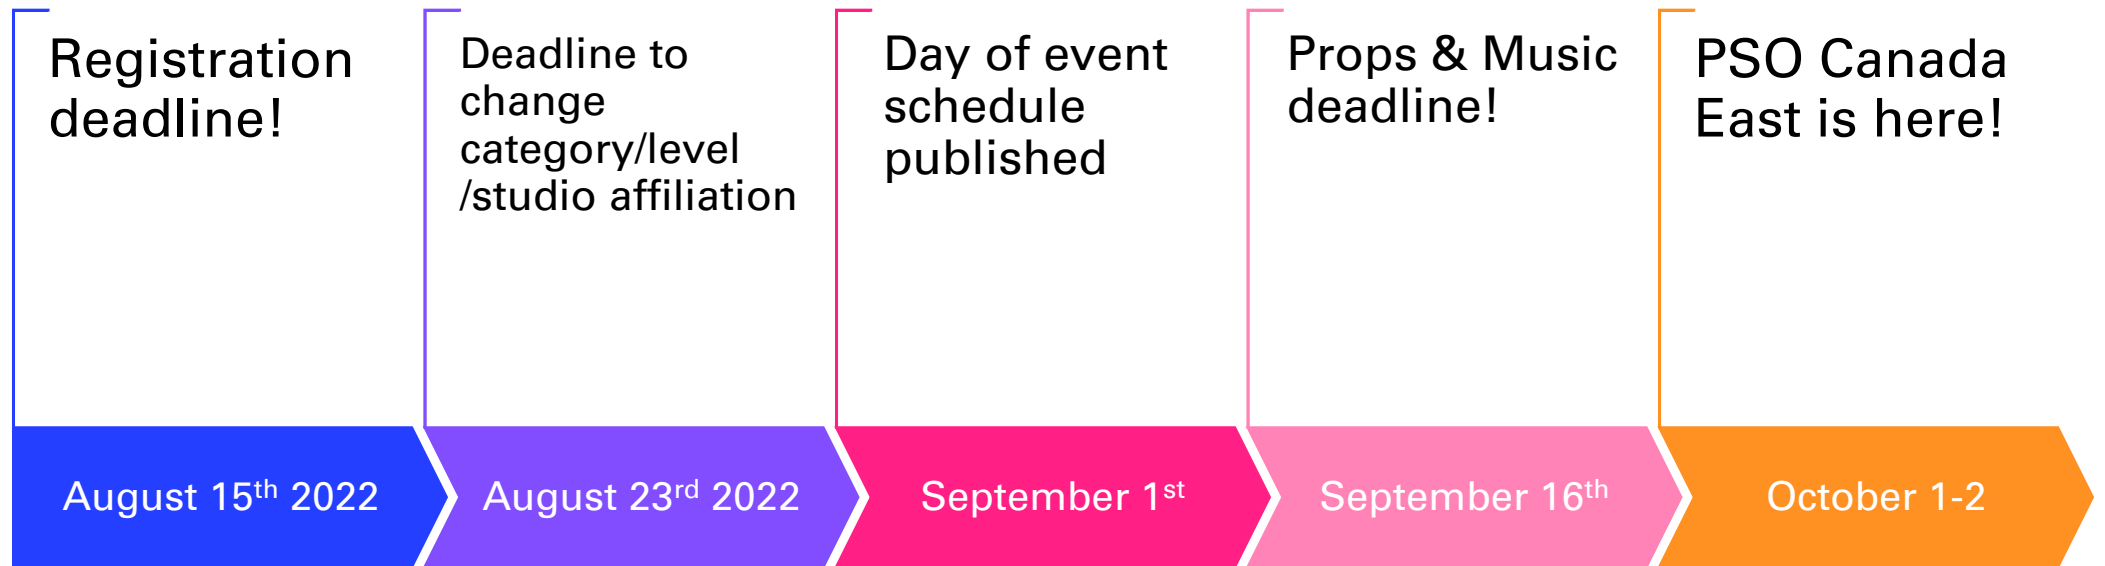 Registration
deadline!
Deadline to
change
category/level
/studio affiliation
Day of event
schedule
published
Props & Music
deadline!
PSO Canada
East is here!
August 15th 2022
August 23rd 2022
September 1st
September 16th
October 1-2